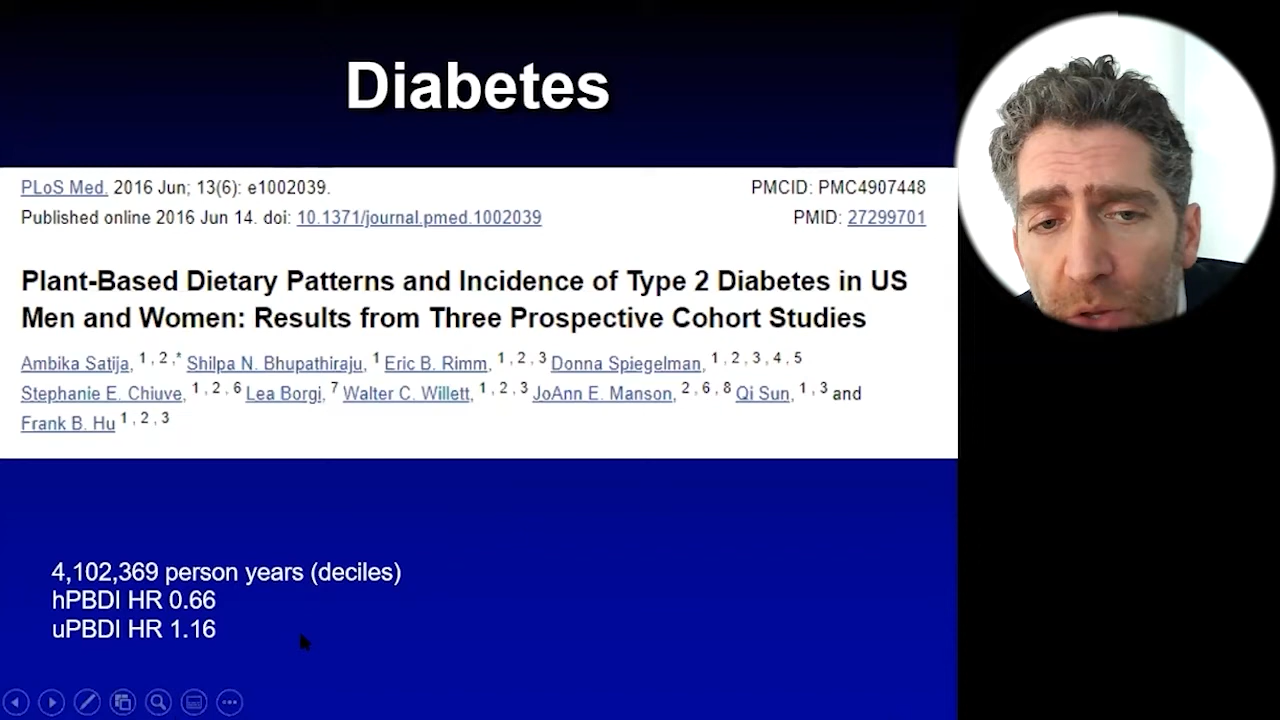 Diabetes
PLoS Med. 2016 Jun; 13(6): e1002039.
PMCID: PMC4907448
Published online 2016 Jun 14. doi: 10.1371/journal.pmed.1002039
PMID: 27299701
Plant-Based Dietary Patterns and Incidence of Type 2 Diabetes in US
Men and Women: Results from Three Prospective Cohort Studies
Ambika Satija, 1 , 2 ,* Shilpa N. Bhupathiraju, 1 Eric B. Rimm, 1 , 2 , 3 Donna Spiegelman, 1 , 2 , 3 , 4 , 5
Stephanie E. Chiuve, 1 , 2 , 6 Lea Borgi, 7 Walter C. Willett, 1 , 2 , 3 JoAnn E. Manson, 2 , 6 , 8 Qi Sun, 1 , 3 and
Frank B. Hu 1 , 2 , 3
4,102,369 person years (deciles)
hPBDI HR 0.66
uPBDI HR 1.16